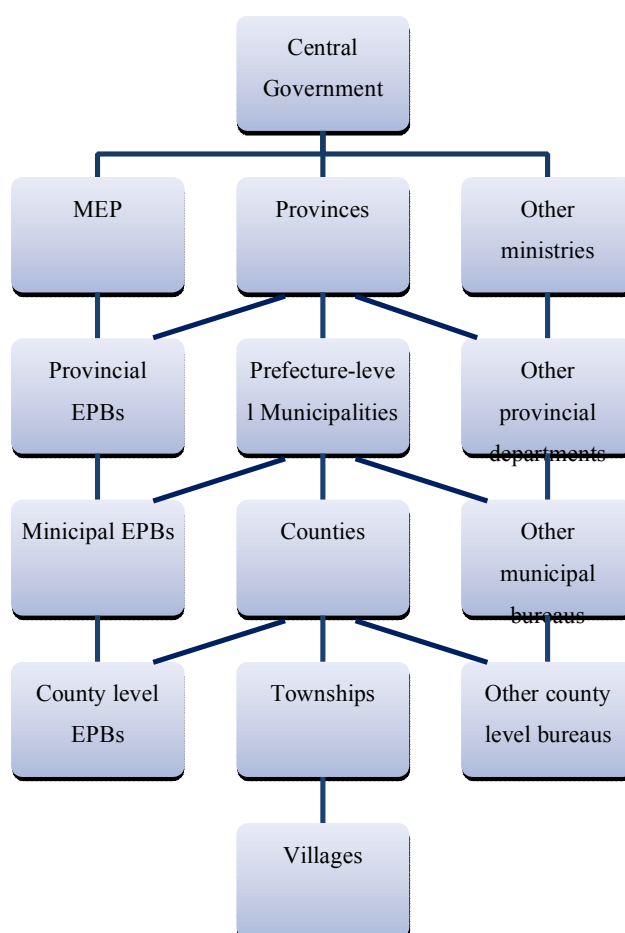 Central
Government
MEP
Provinces
Other
ministries
Provincial
EPBs
Prefecture-leve
l Municipalities
Other
provincial
departments
Minicipal EPBs
Counties
Other
municipal
bureaus
County level
EPBs
Townships
Other county
level bureaus
Villages